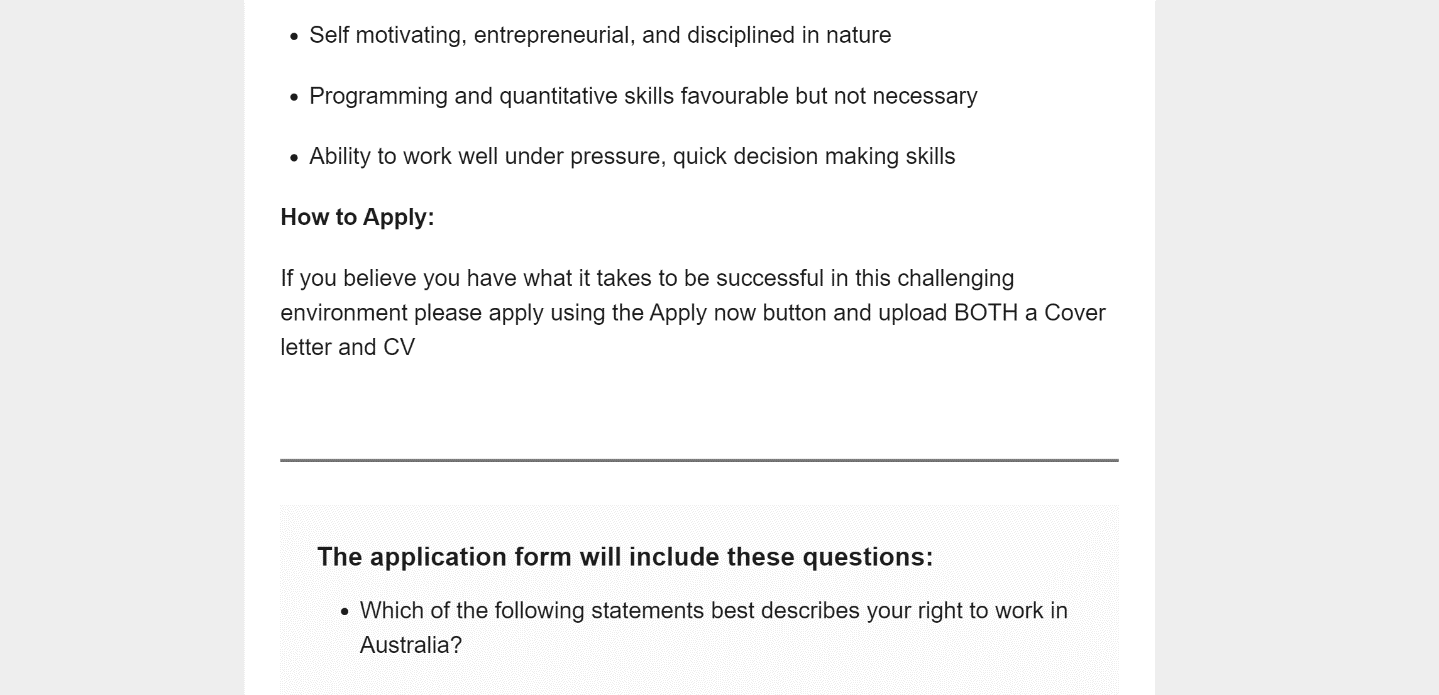 • Self motivating, entrepreneurial, and disciplined in nature
• Programming and quantitative skills favourable but not necessary
• Ability to work well under pressure, quick decision making skills
How to Apply:
If you believe you have what it takes to be successful in this challenging
environment please apply using the Apply now button and upload BOTH a Cover
letter and CV
The application form will include these questions:
• Which of the following statements best describes your right to work in
Australia?